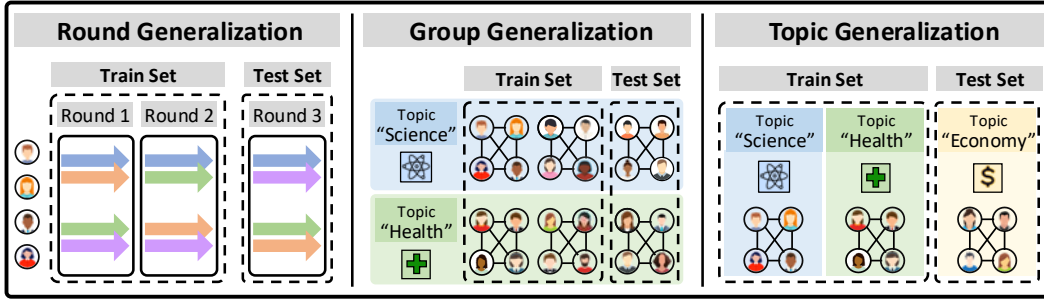 Round Generalization
Train Set
Test Set
Round 1
Round 2
Round 3
Group Generalization
Train Set
Test Set
Topic
"Science"
Topic
"Health"
Topic Generalization
Train Set
Test Set
Topic
"Science"
Topic
"Health"
Topic
"Economy"
$